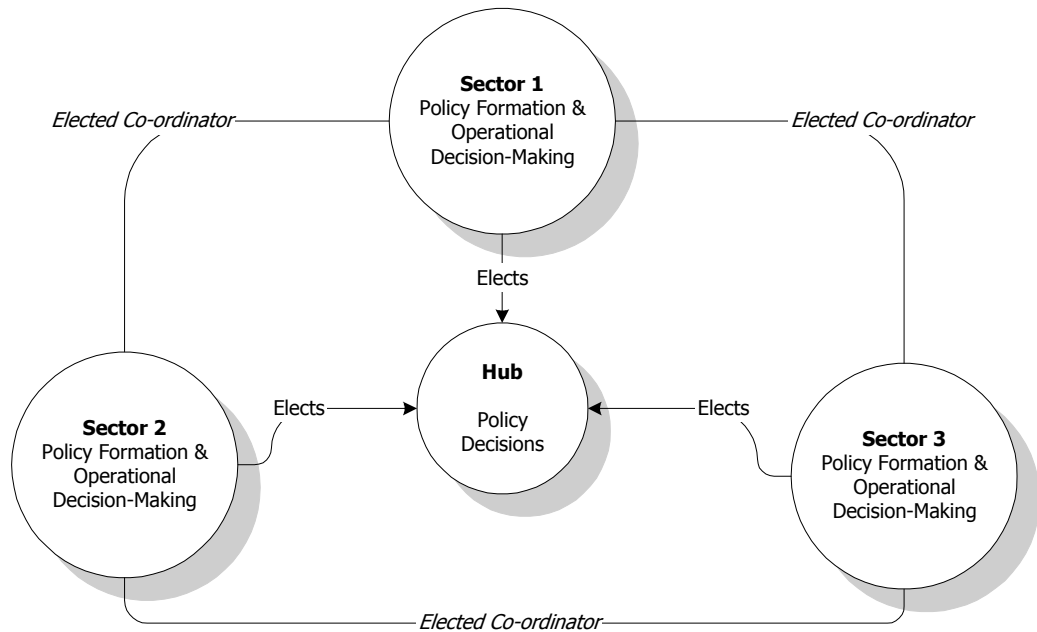 Sector 1
Policy Formation &
Operational
Decision-Making
Elected Co-ordinator
Elected Co-ordinator
Elects
Hub
Policy
Decisions
Elects
Elects
Sector 2
Policy Formation &
Operational
Decision-Making
Sector 3
Policy Formation &
Operational
Decision-Making
Elected Co-ordinator